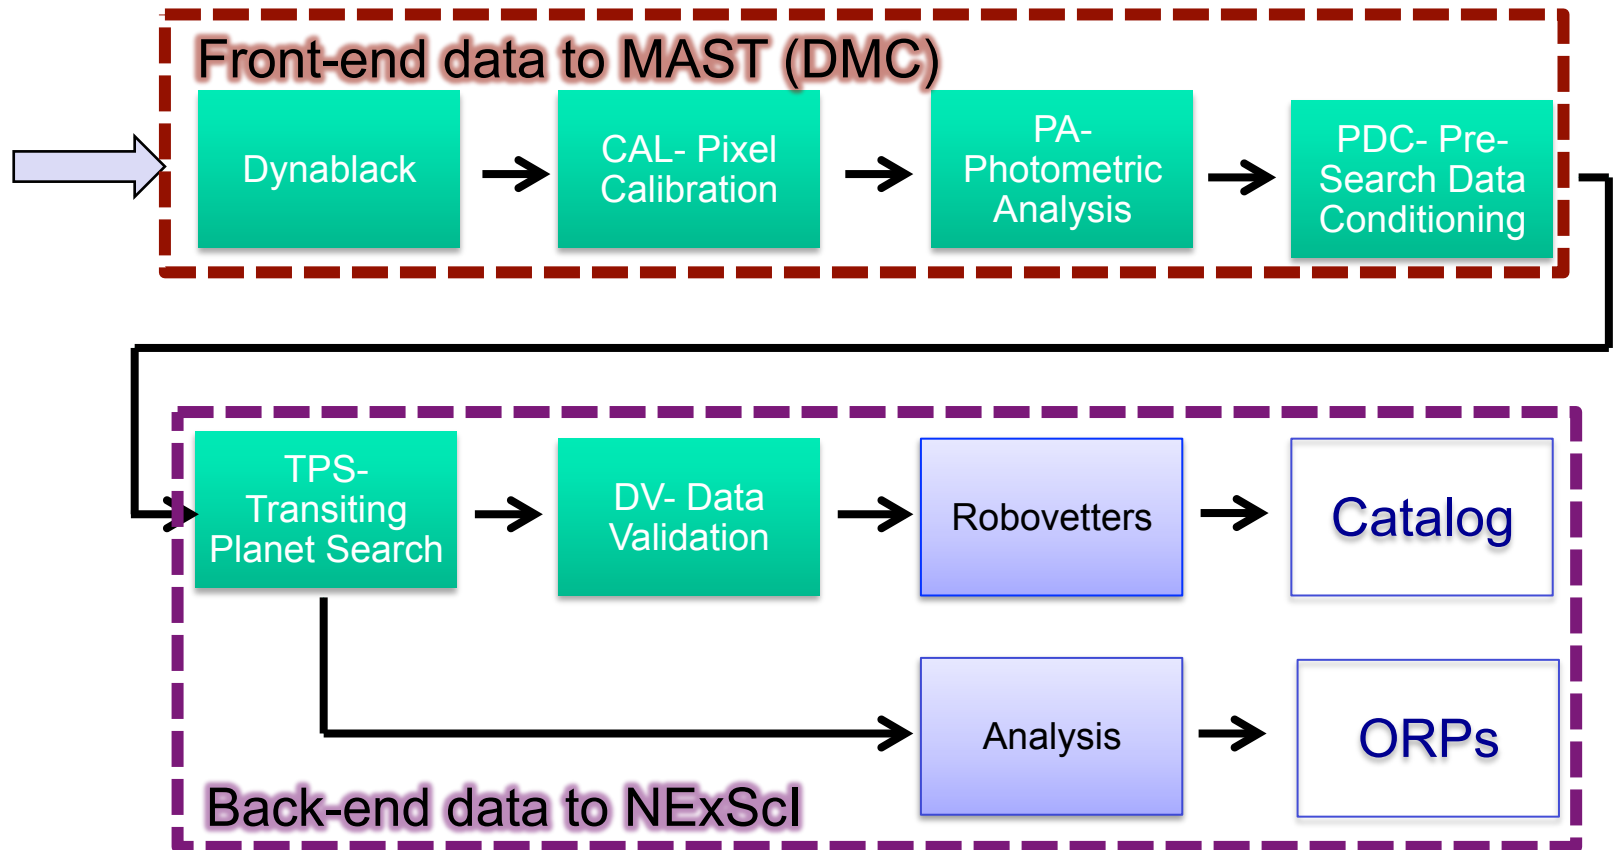 Front-end data to MAST (DMC)
Dynablack
CAL- Pixel
Calibration
PA-
Photometric
Analysis
PDC- Pre-
Search Data
Conditioning
TPS-
Transiting
Planet Search
DV- Data
Validation
Robovetters
Catalog
Analysis
ORPs
Back-end data to NExScI